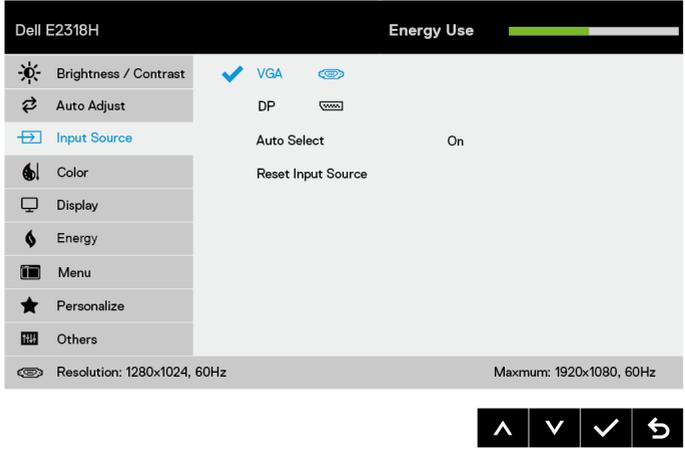 Dell E2318H Energy Use
Brightness / Contrast VGA
Auto Adjust DP
Input Source Auto Select On
Color Reset Input Source
Display
Energy
Menu
Personalize
Others
Resolution: 1280x1024, 60Hz Maxmum: 1920x1080, 60Hz